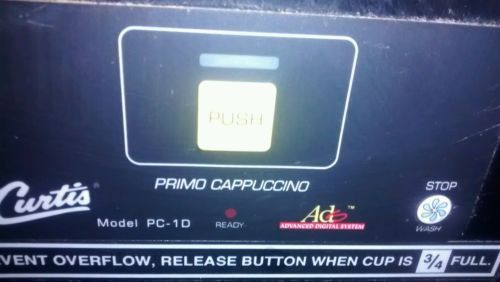 PUSH
PRIMO CAPPUCCINO
Curtis®
Model PC-1D
READY
Ads™
ADVANCED DIGITAL SYSTEM
STOP
WASH
VENT OVERFLOW, RELEASE BUTTON WHEN CUP IS 3/4 FULL.